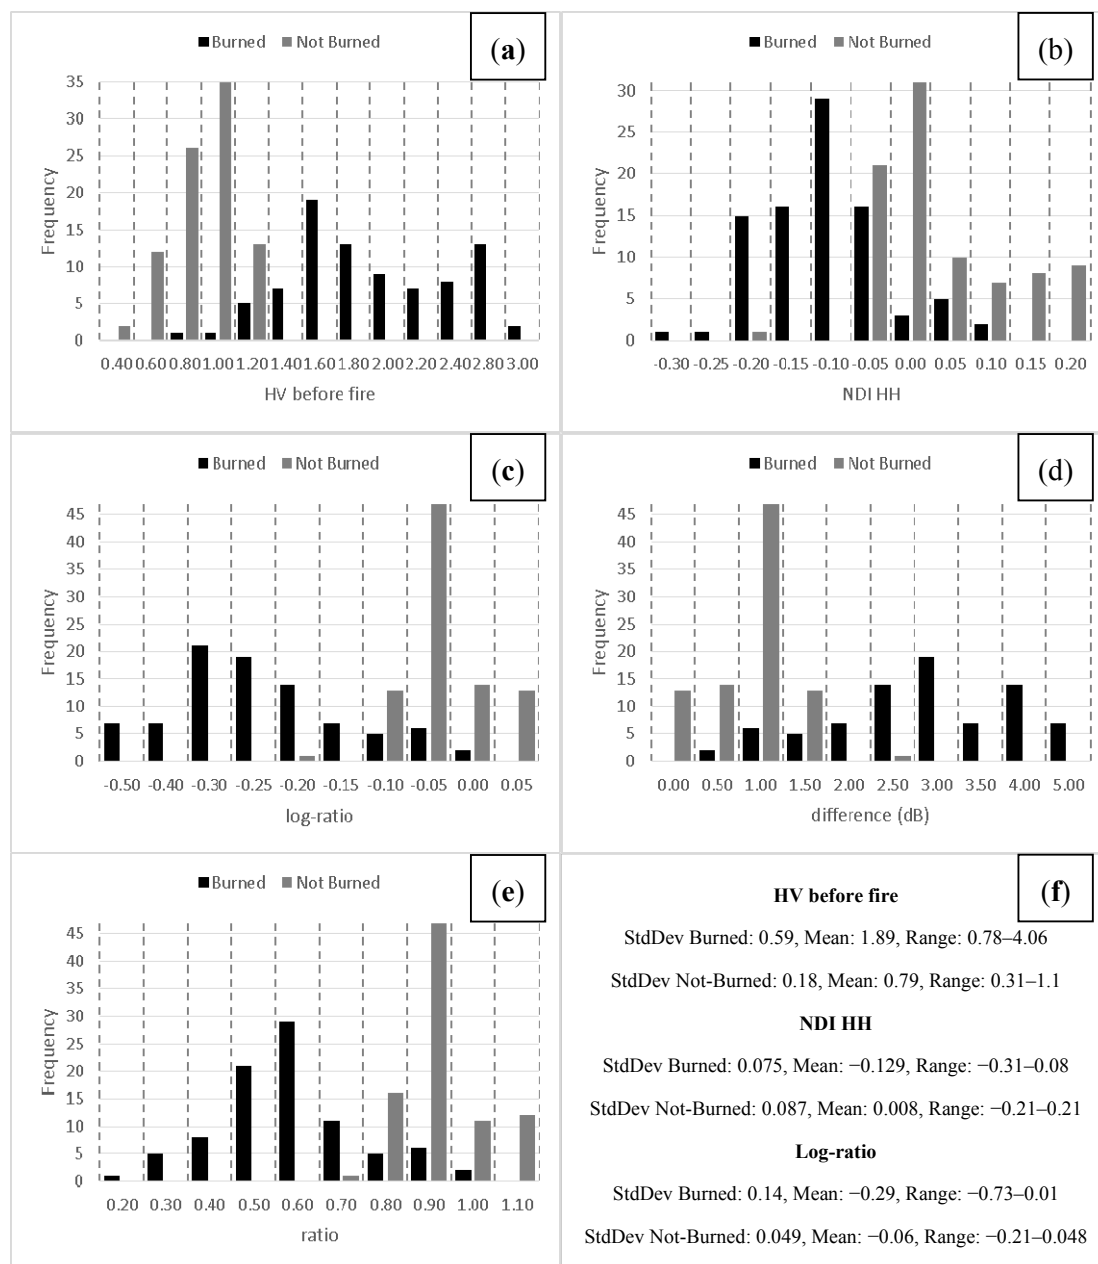 Burned Not Burned
(a)
35
30
25
20
15
10
5
0
Frequency
0.40 0.60 0.80 1.00 1.20 1.40 1.60 1.80 2.00 2.20 2.40 2.80 3.00
HV before fire
Burned Not Burned
(b)
30
25
20
15
10
5
0
Frequency
-0.30 -0.25 -0.20 -0.15 -0.10 -0.05 0.00 0.05 0.10 0.15 0.20
NDI HH
Burned Not Burned
(c)
45
40
35
30
25
20
15
10
5
0
Frequency
-0.50 -0.40 -0.30 -0.25 -0.20 -0.15 -0.10 -0.05 0.00 0.05
log-ratio
Burned Not Burned
(d)
45
40
35
30
25
20
15
10
5
0
Frequency
0.00 0.50 1.00 1.50 2.00 2.50 3.00 3.50 4.00 5.00
difference (dB)
Burned Not Burned
(e)
45
40
35
30
25
20
15
10
5
0
Frequency
0.20 0.30 0.40 0.50 0.60 0.70 0.80 0.90 1.00 1.10
ratio
(f)
HV before fire
StdDev Burned: 0.59, Mean: 1.89, Range: 0.78–4.06
StdDev Not-Burned: 0.18, Mean: 0.79, Range: 0.31–1.1
NDI HH
StdDev Burned: 0.075, Mean: −0.129, Range: −0.31–0.08
StdDev Not-Burned: 0.087, Mean: 0.008, Range: −0.21–0.21
Log-ratio
StdDev Burned: 0.14, Mean: −0.29, Range: −0.73–0.01
StdDev Not-Burned: 0.049, Mean: −0.06, Range: −0.21–0.048